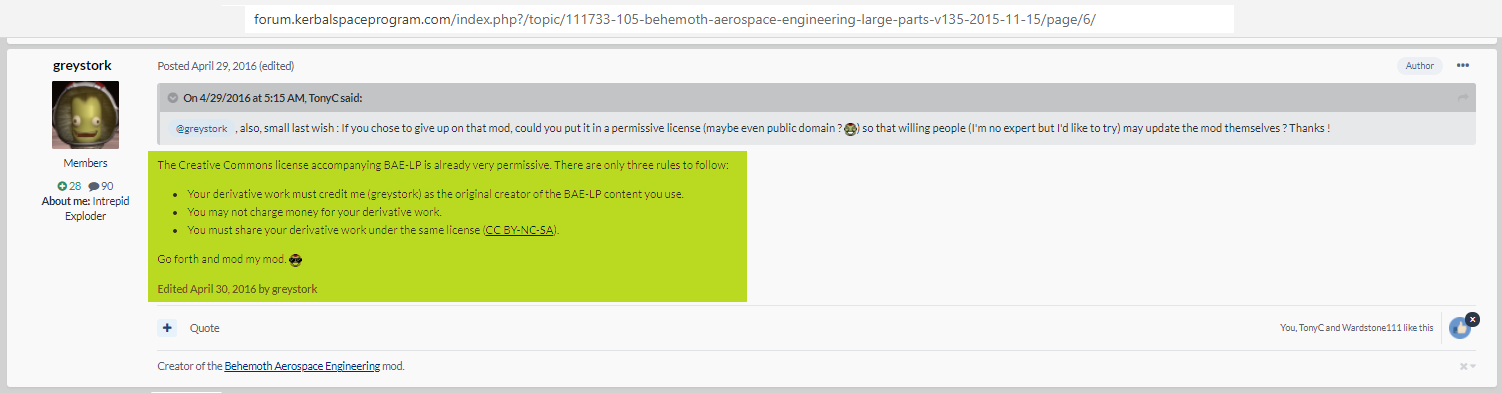 forum.kerbalspaceprogram.com/index.php?/topic/111733-105-behemoth-aerospace-engineering-large-parts-v135-2015-11-15/page/6/
greystork
Posted April 29, 2016 (edited)
Author
On 4/29/2016 at 5:15 AM, TonyC said:
@greystork , also, small last wish : If you chose to give up on that mod, could you put it in a permissive license (maybe even public domain ? ) so that willing people (I'm no expert but I'd like to try) may update the mod themselves ? Thanks !
Members
28 90
About me: Intrepid
Exploder
The Creative Commons license accompanying BAE-LP is already very permissive. There are only three rules to follow:
• Your derivative work must credit me (greystork) as the original creator of the BAE-LP content you use.
• You may not charge money for your derivative work.
• You must share your derivative work under the same license (CC BY-NC-SA).
Go forth and mod my mod.
Edited April 30, 2016 by greystork
+ Quote
You, TonyC and Wardstone111 like this
Creator of the Behemoth Aerospace Engineering mod.